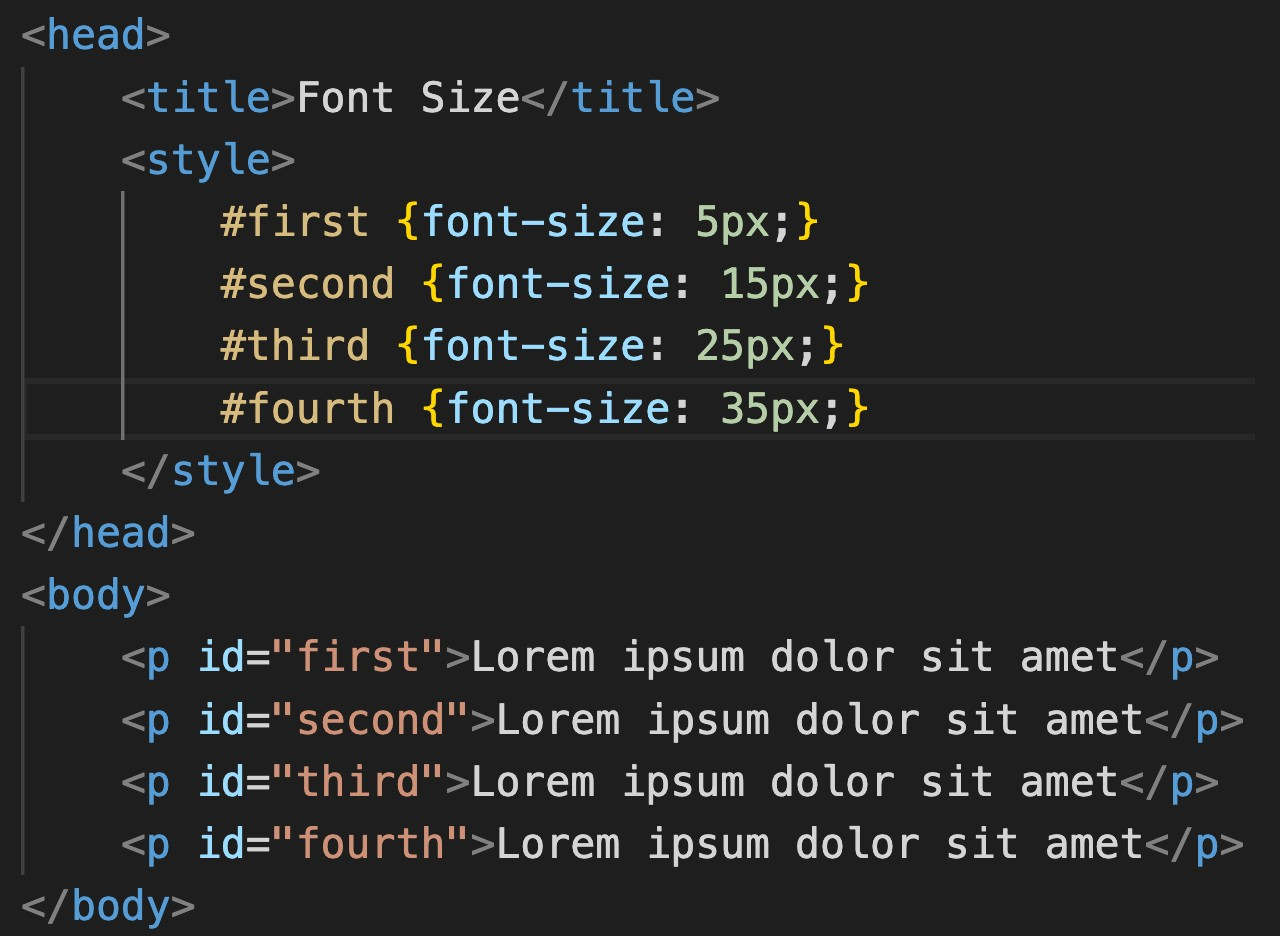 <head>
    <title>Font Size</title>
    <style>
        #first {font-size: 5px;}
        #second {font-size: 15px;}
        #third {font-size: 25px;}
        #fourth {font-size: 35px;}
    </style>
</head>
<body>
    <p id="first">Lorem ipsum dolor sit amet</p>
    <p id="second">Lorem ipsum dolor sit amet</p>
    <p id="third">Lorem ipsum dolor sit amet</p>
    <p id="fourth">Lorem ipsum dolor sit amet</p>
</body>